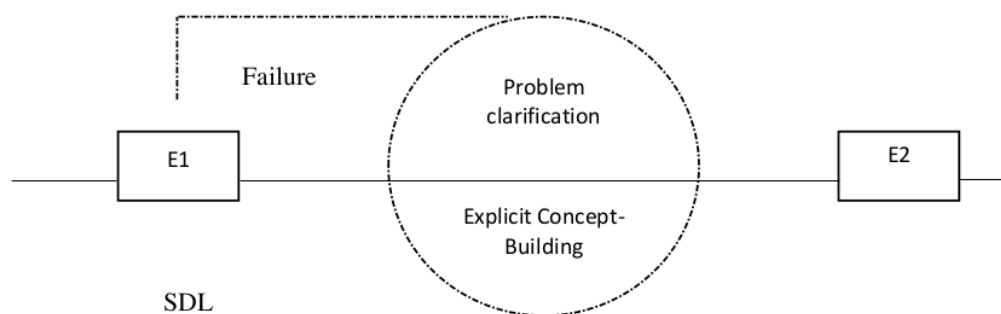 Failure
Problem
clarification
E1
E2
Explicit Concept-
Building
SDL